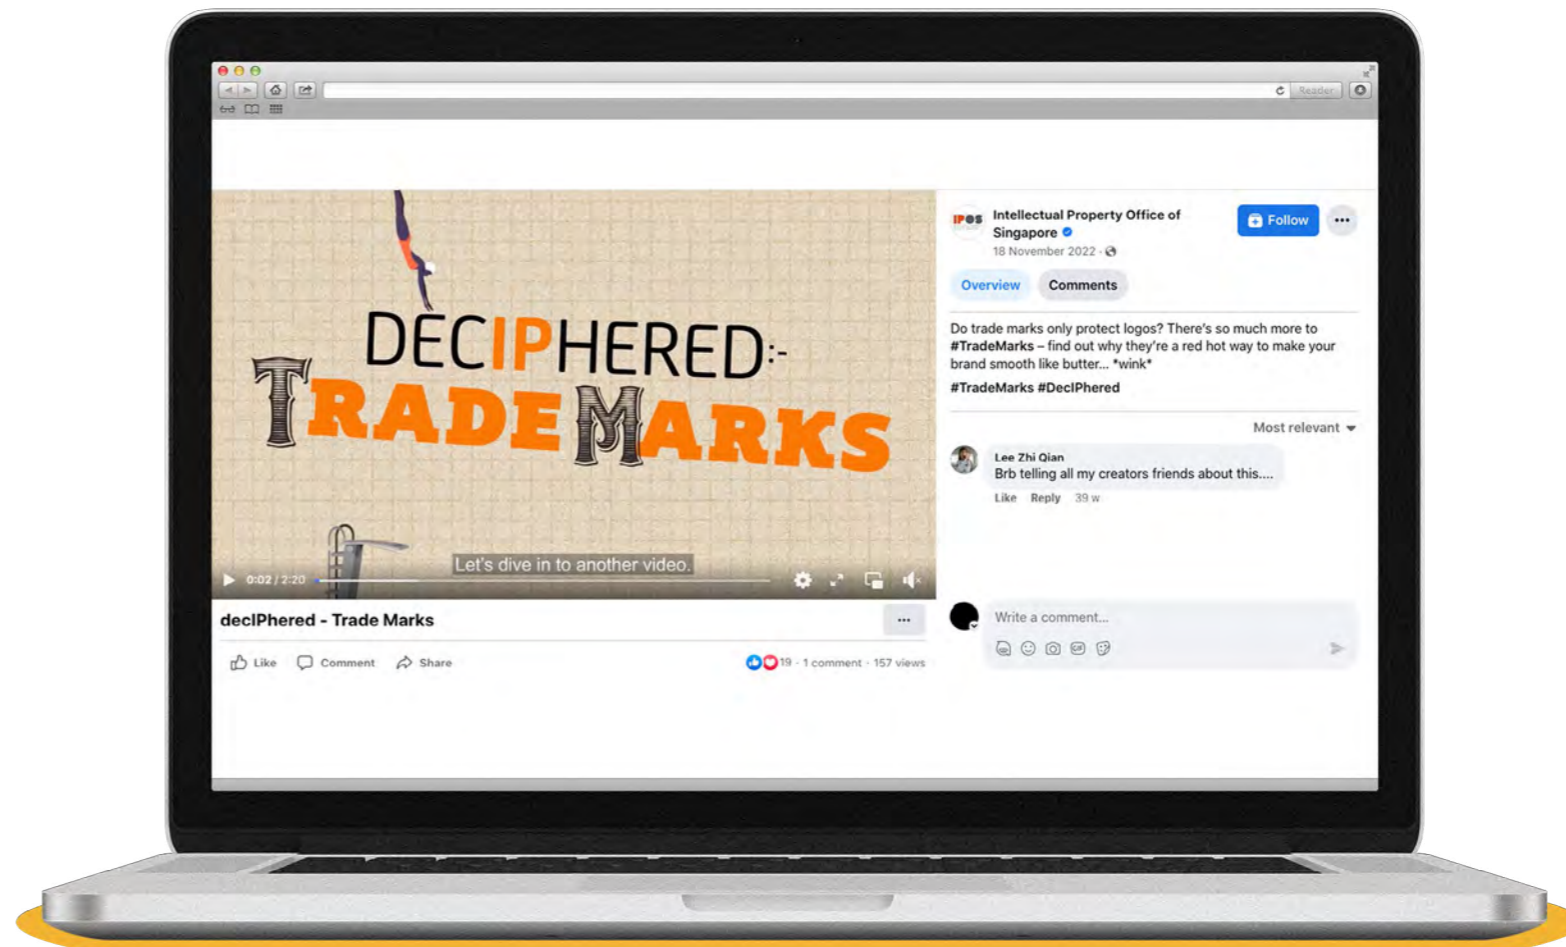 Reader
DECIPHERED:-
TRADE MARKS
Let's dive in to another video.
0:02 / 2:20
decIPhered - Trade Marks
Like Comment Share
19 · 1 comment · 157 views
IPOS
Intellectual Property Office of
Singapore
18 November 2022 ·
Follow
Overview Comments
Do trade marks only protect logos? There's so much more to
#TradeMarks – find out why they're a red hot way to make your
brand smooth like butter... *wink*
#TradeMarks #DecIPhered
Most relevant
Lee Zhi Qian
Brb telling all my creators friends about this....
Like Reply 39 w
Write a comment...
GIF